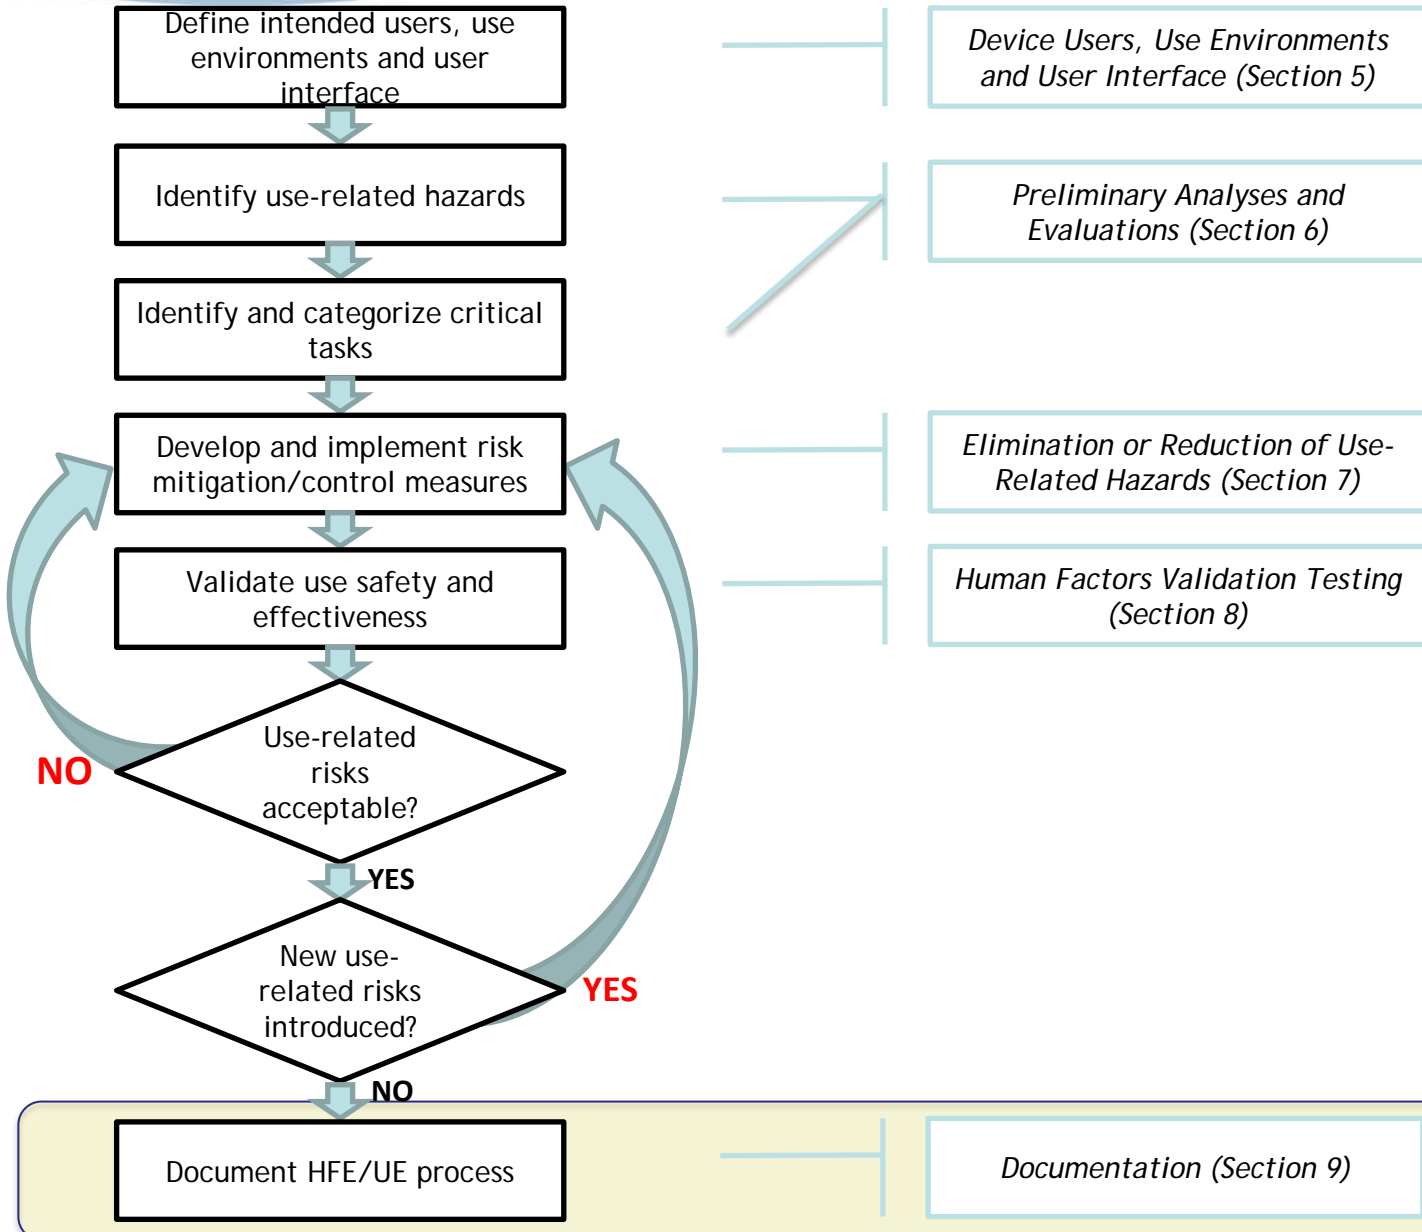 Define intended users, use
environments and user
interface
Device Users, Use Environments
and User Interface (Section 5)
Identify use-related hazards
Preliminary Analyses and
Evaluations (Section 6)
Identify and categorize critical
tasks
Develop and implement risk
mitigation/control measures
Elimination or Reduction of Use-
Related Hazards (Section 7)
Validate use safety and
effectiveness
Human Factors Validation Testing
(Section 8)
Use-related
risks
acceptable?
NO
YES
New use-
related risks
introduced?
YES
NO
Document HFE/UE process
Documentation (Section 9)